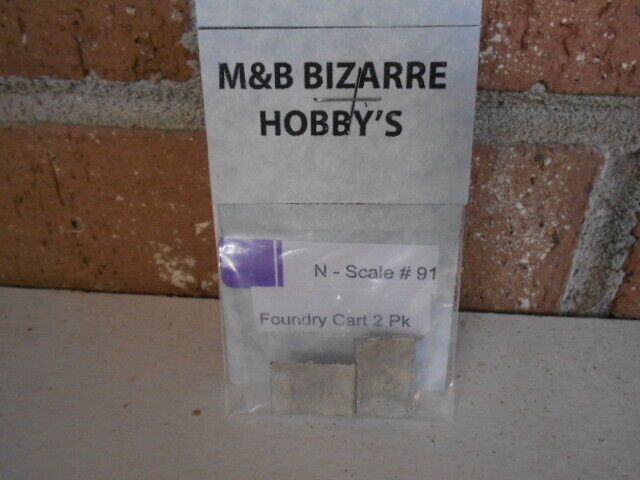 M&B BIZARRE
HOBBY'S
N - Scale # 91
Foundry Cart 2 Pk